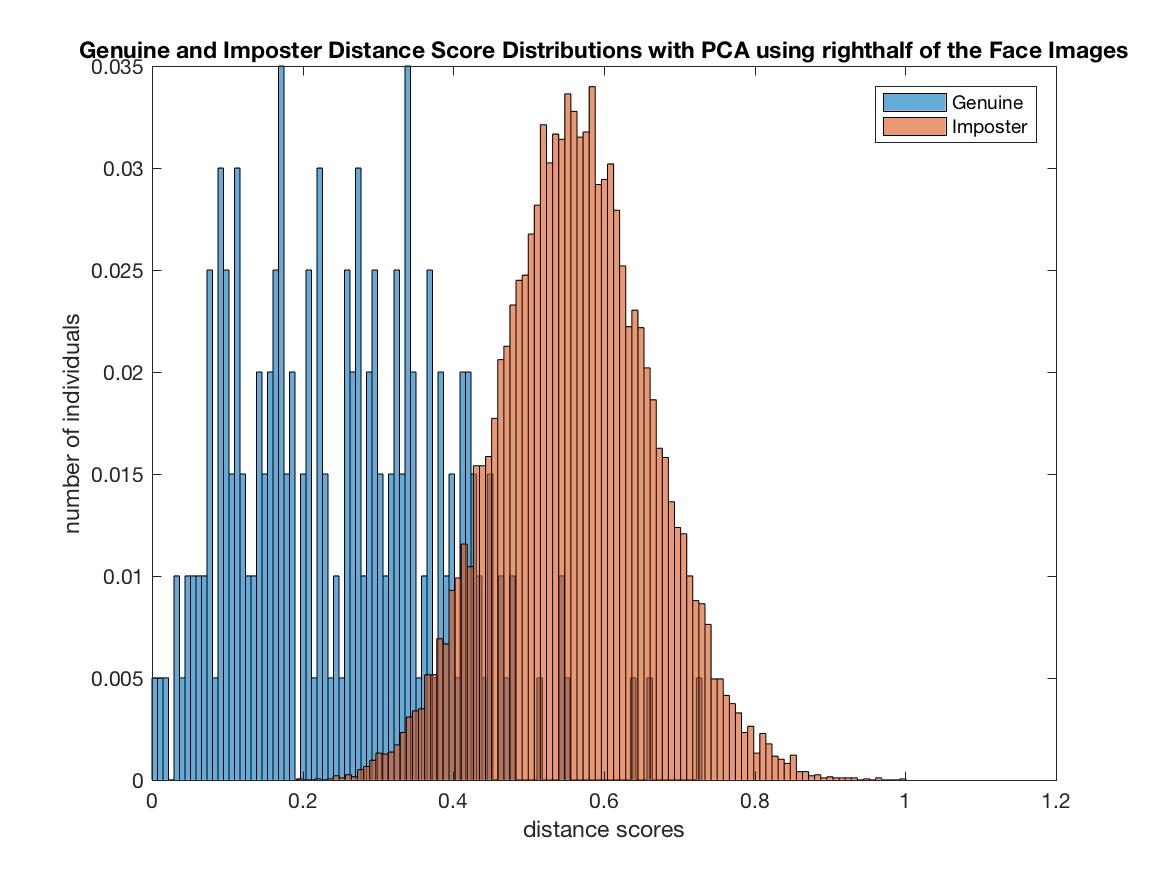 Genuine and Imposter Distance Score Distributions with PCA using righthalf of the Face Images
0.035
0.03
0.025
0.02
0.015
0.01
0.005
0
number of individuals
Genuine
Imposter
0 0.2 0.4 0.6 0.8 1 1.2
distance scores